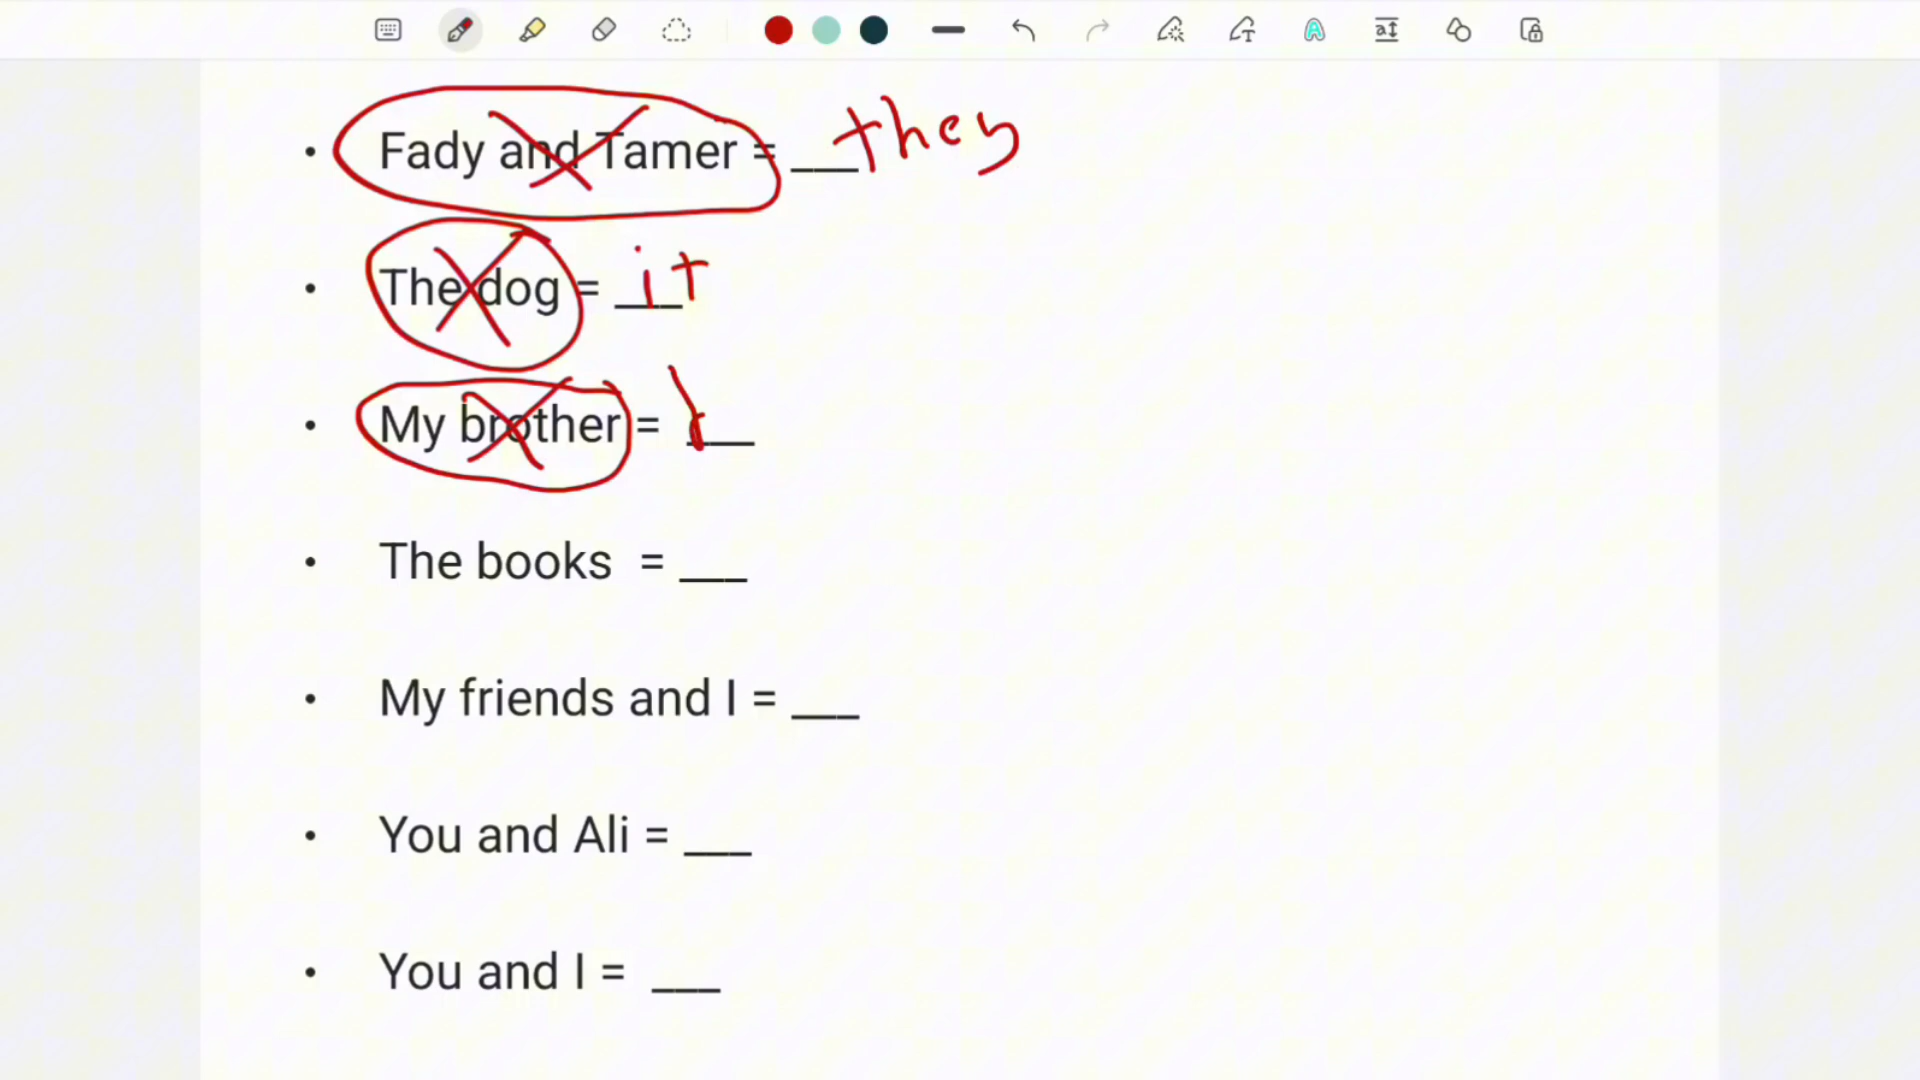 • Fady and Tamer = ___ they
• The dog = ___ it
• My brother = ___
• The books = ___
• My friends and I = ___
• You and Ali = ___
• You and I = ___